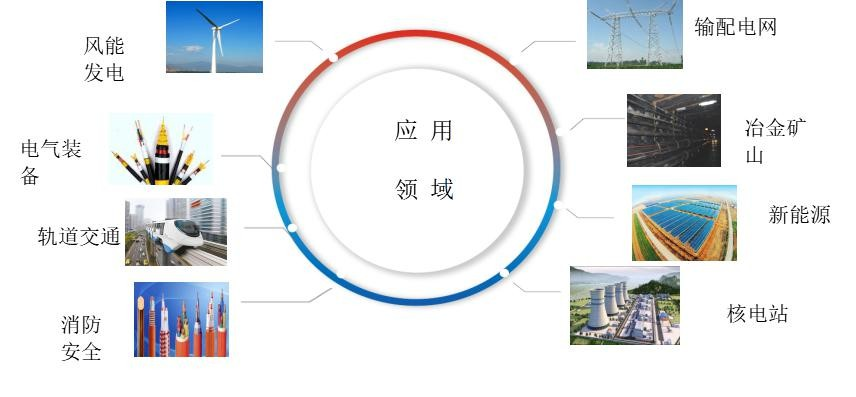 风能
发电
输配电网
应 用
领 域
电气装
备
冶金矿
山
轨道交通
新能源
消防
安全
核电站